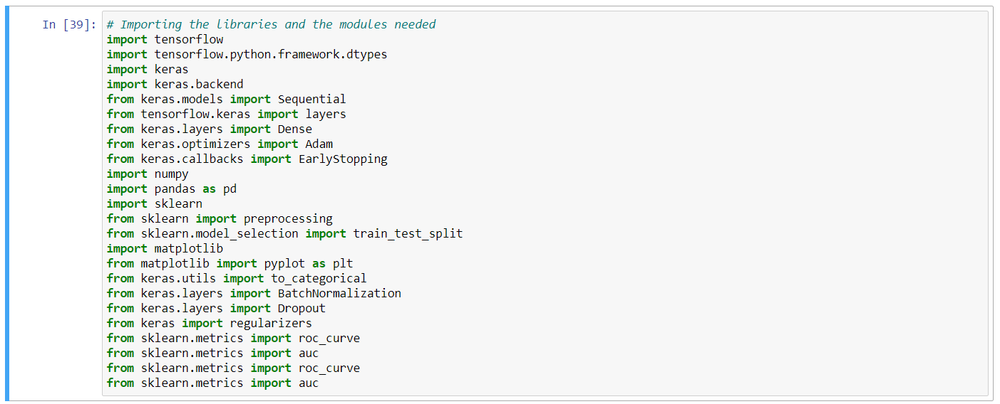 In [39]: # Importing the libraries and the modules needed
import tensorflow
import tensorflow.python.framework.dtypes
import keras
import keras.backend
from keras.models import Sequential
from tensorflow.keras import layers
from keras.layers import Dense
from keras.optimizers import Adam
from keras.callbacks import EarlyStopping
import numpy
import pandas as pd
import sklearn
from sklearn import preprocessing
from sklearn.model_selection import train_test_split
import matplotlib
from matplotlib import pyplot as plt
from keras.utils import to_categorical
from keras.layers import BatchNormalization
from keras.layers import Dropout
from keras import regularizers
from sklearn.metrics import roc_curve
from sklearn.metrics import auc
from sklearn.metrics import roc_curve
from sklearn.metrics import auc